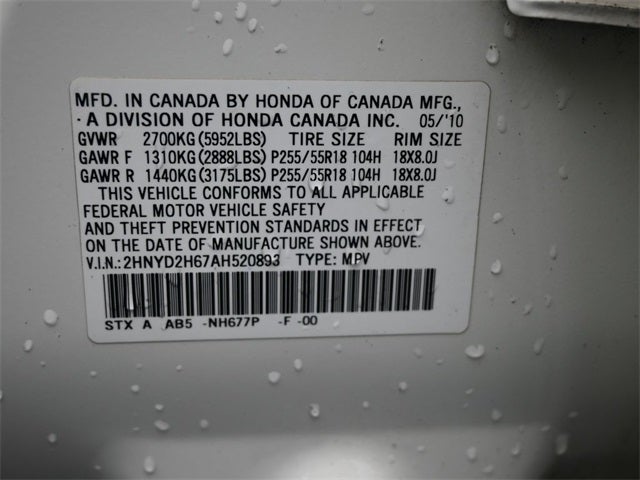 MFD. IN CANADA BY HONDA OF CANADA MFG.,
A DIVISION OF HONDA CANADA INC. 05/'10
GVWR 2700KG(5952LBS) TIRE SIZE RIM SIZE
GAWR F 1310KG(2888LBS) P255/55R18 104H 18X8.0J
GAWR R 1440KG(3175LBS) P255/55R18 104H 18X8.0J
THIS VEHICLE CONFORMS TO ALL APPLICABLE
FEDERAL MOTOR VEHICLE SAFETY
AND THEFT PREVENTION STANDARDS IN EFFECT
ON THE DATE OF MANUFACTURE SHOWN ABOVE.
V.I.N.:2HNYD2H67AH520893 TYPE: MPV
STX A AB5 -NH677P -F -00